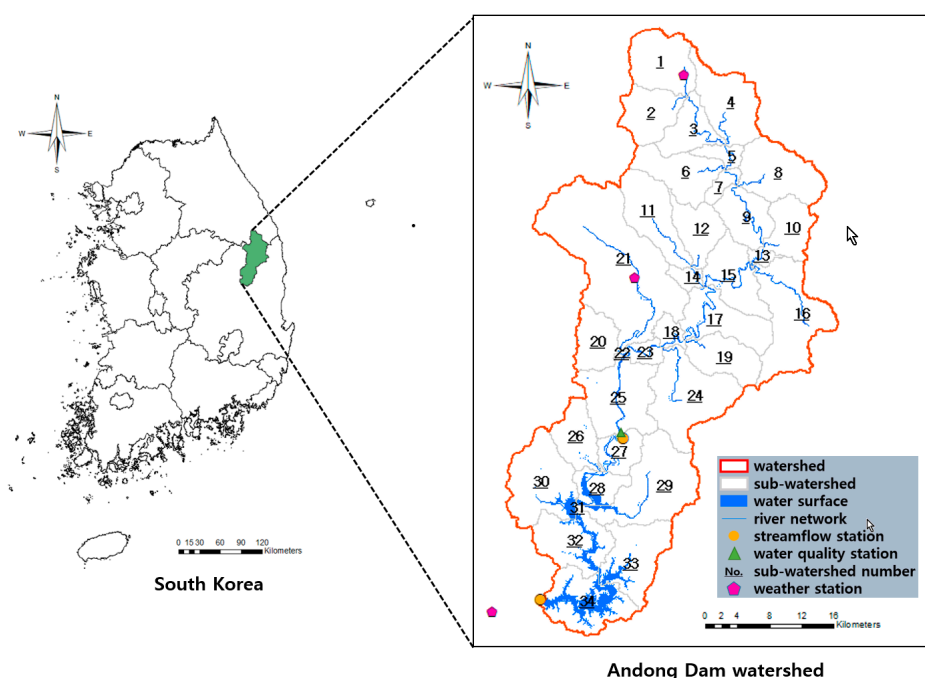 N
W E
S
0 15 30 60 90 120
Kilometers
South Korea
N
W E
S
1
2
4
3
5
6
8
7
11
9
12
10
21
13
14
15
16
17
18
20
22
23
19
24
25
26
27
30
28
29
31
32
33
34
watershed
sub-watershed
water surface
river network
streamflow station
water quality station
No. sub-watershed number
weather station
0 2 4 8 12 16
Kilometers
Andong Dam watershed